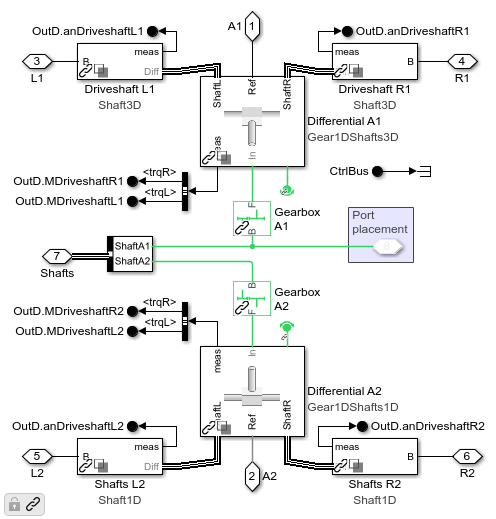 OutD.anDriveshaftL1
A1
1
OutD.anDriveshaftR1
3
L1
B
meas
Diff
Driveshaft L1
Shaft3D
ShaftL
Ref
ShaftR
meas
B
Driveshaft R1
Shaft3D
4
R1
Differential A1
Gear1DShafts3D
In
<trqR>
OutD.MDriveshaftR1
<trqL>
OutD.MDriveshaftL1
CtrlBus
F
B
Gearbox
A1
Port
placement
8
7
Shafts
ShaftA1
ShaftA2
B
F
Gearbox
A2
<trqR>
OutD.MDriveshaftR2
<trqL>
OutD.MDriveshaftL2
meas
In
ShaftL
Ref
ShaftR
Differential A2
Gear1DShafts1D
OutD.anDriveshaftL2
OutD.anDriveshaftR2
5
L2
B
meas
Diff
Shafts L2
Shaft1D
2
A2
meas
B
Shafts R2
Shaft1D
6
R2